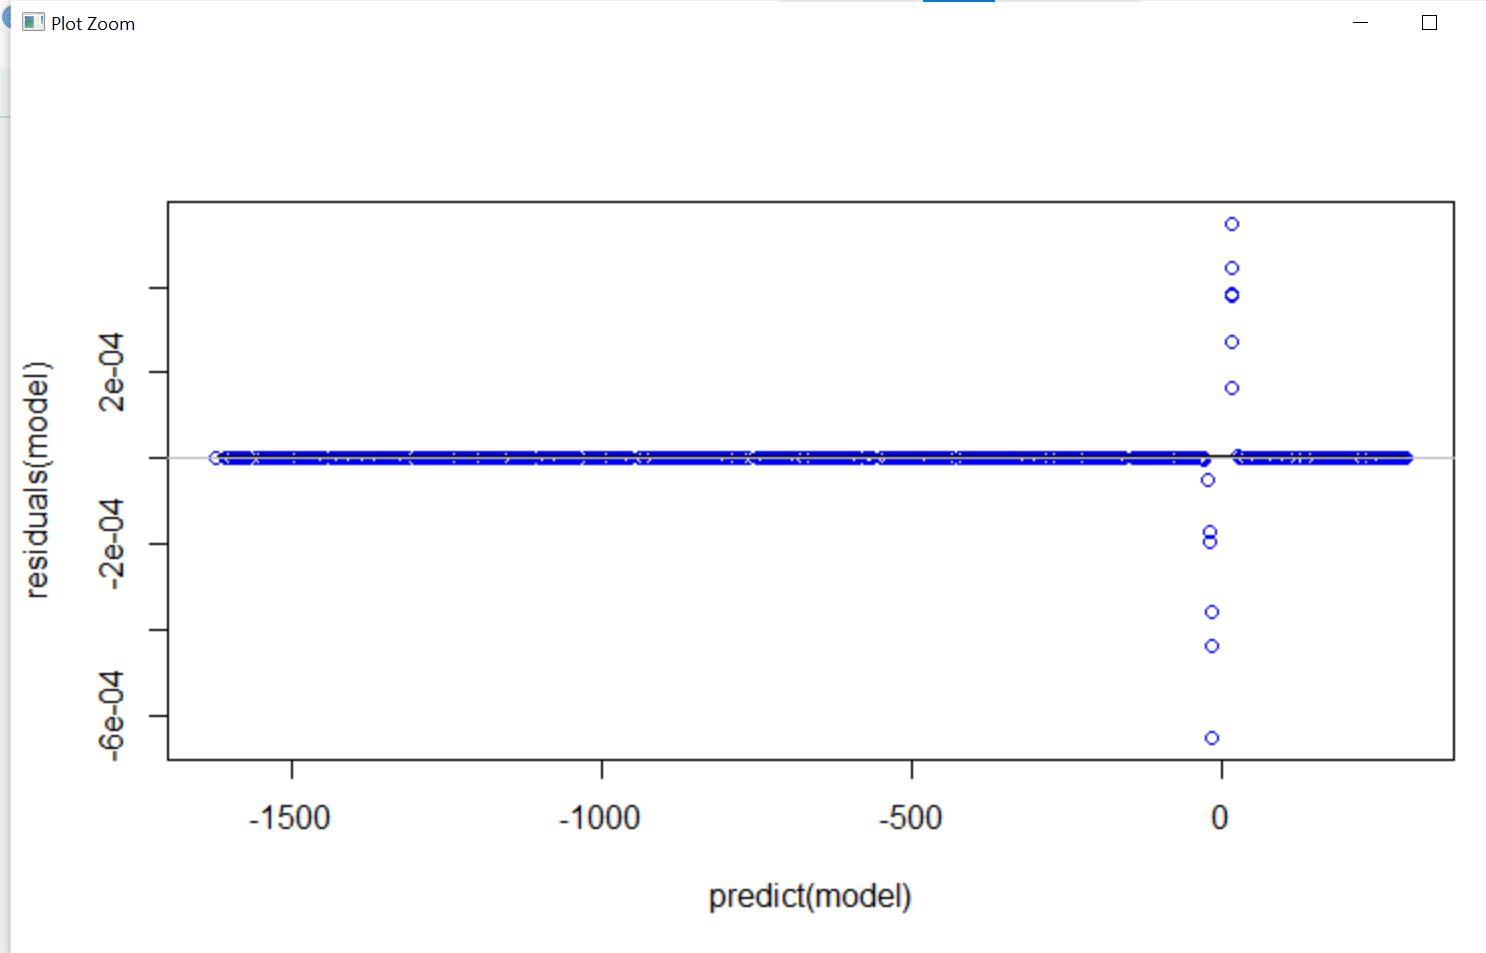 Plot Zoom
residuals(model)
2e-04
-2e-04
-6e-04
-1500 -1000 -500 0
predict(model)